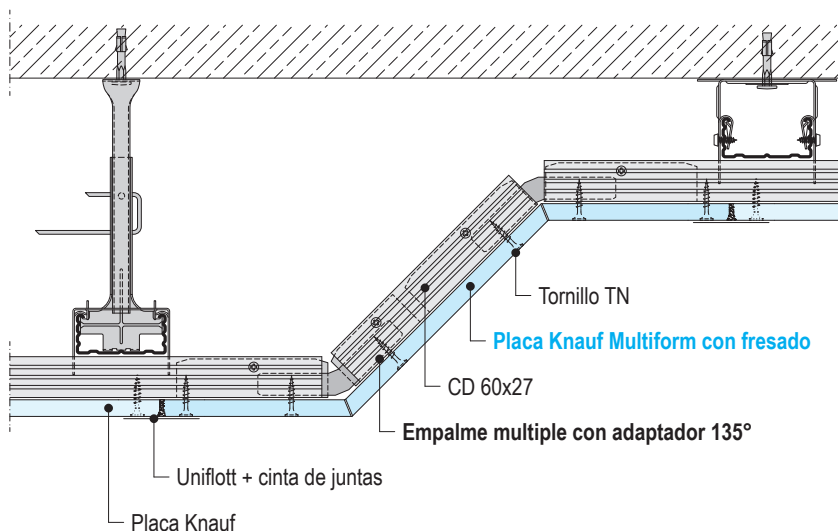 Tornillo TN
Placa Knauf Multiform con fresado
CD 60x27
Empalme multiple con adaptador 135°
Uniflott + cinta de juntas
Placa Knauf